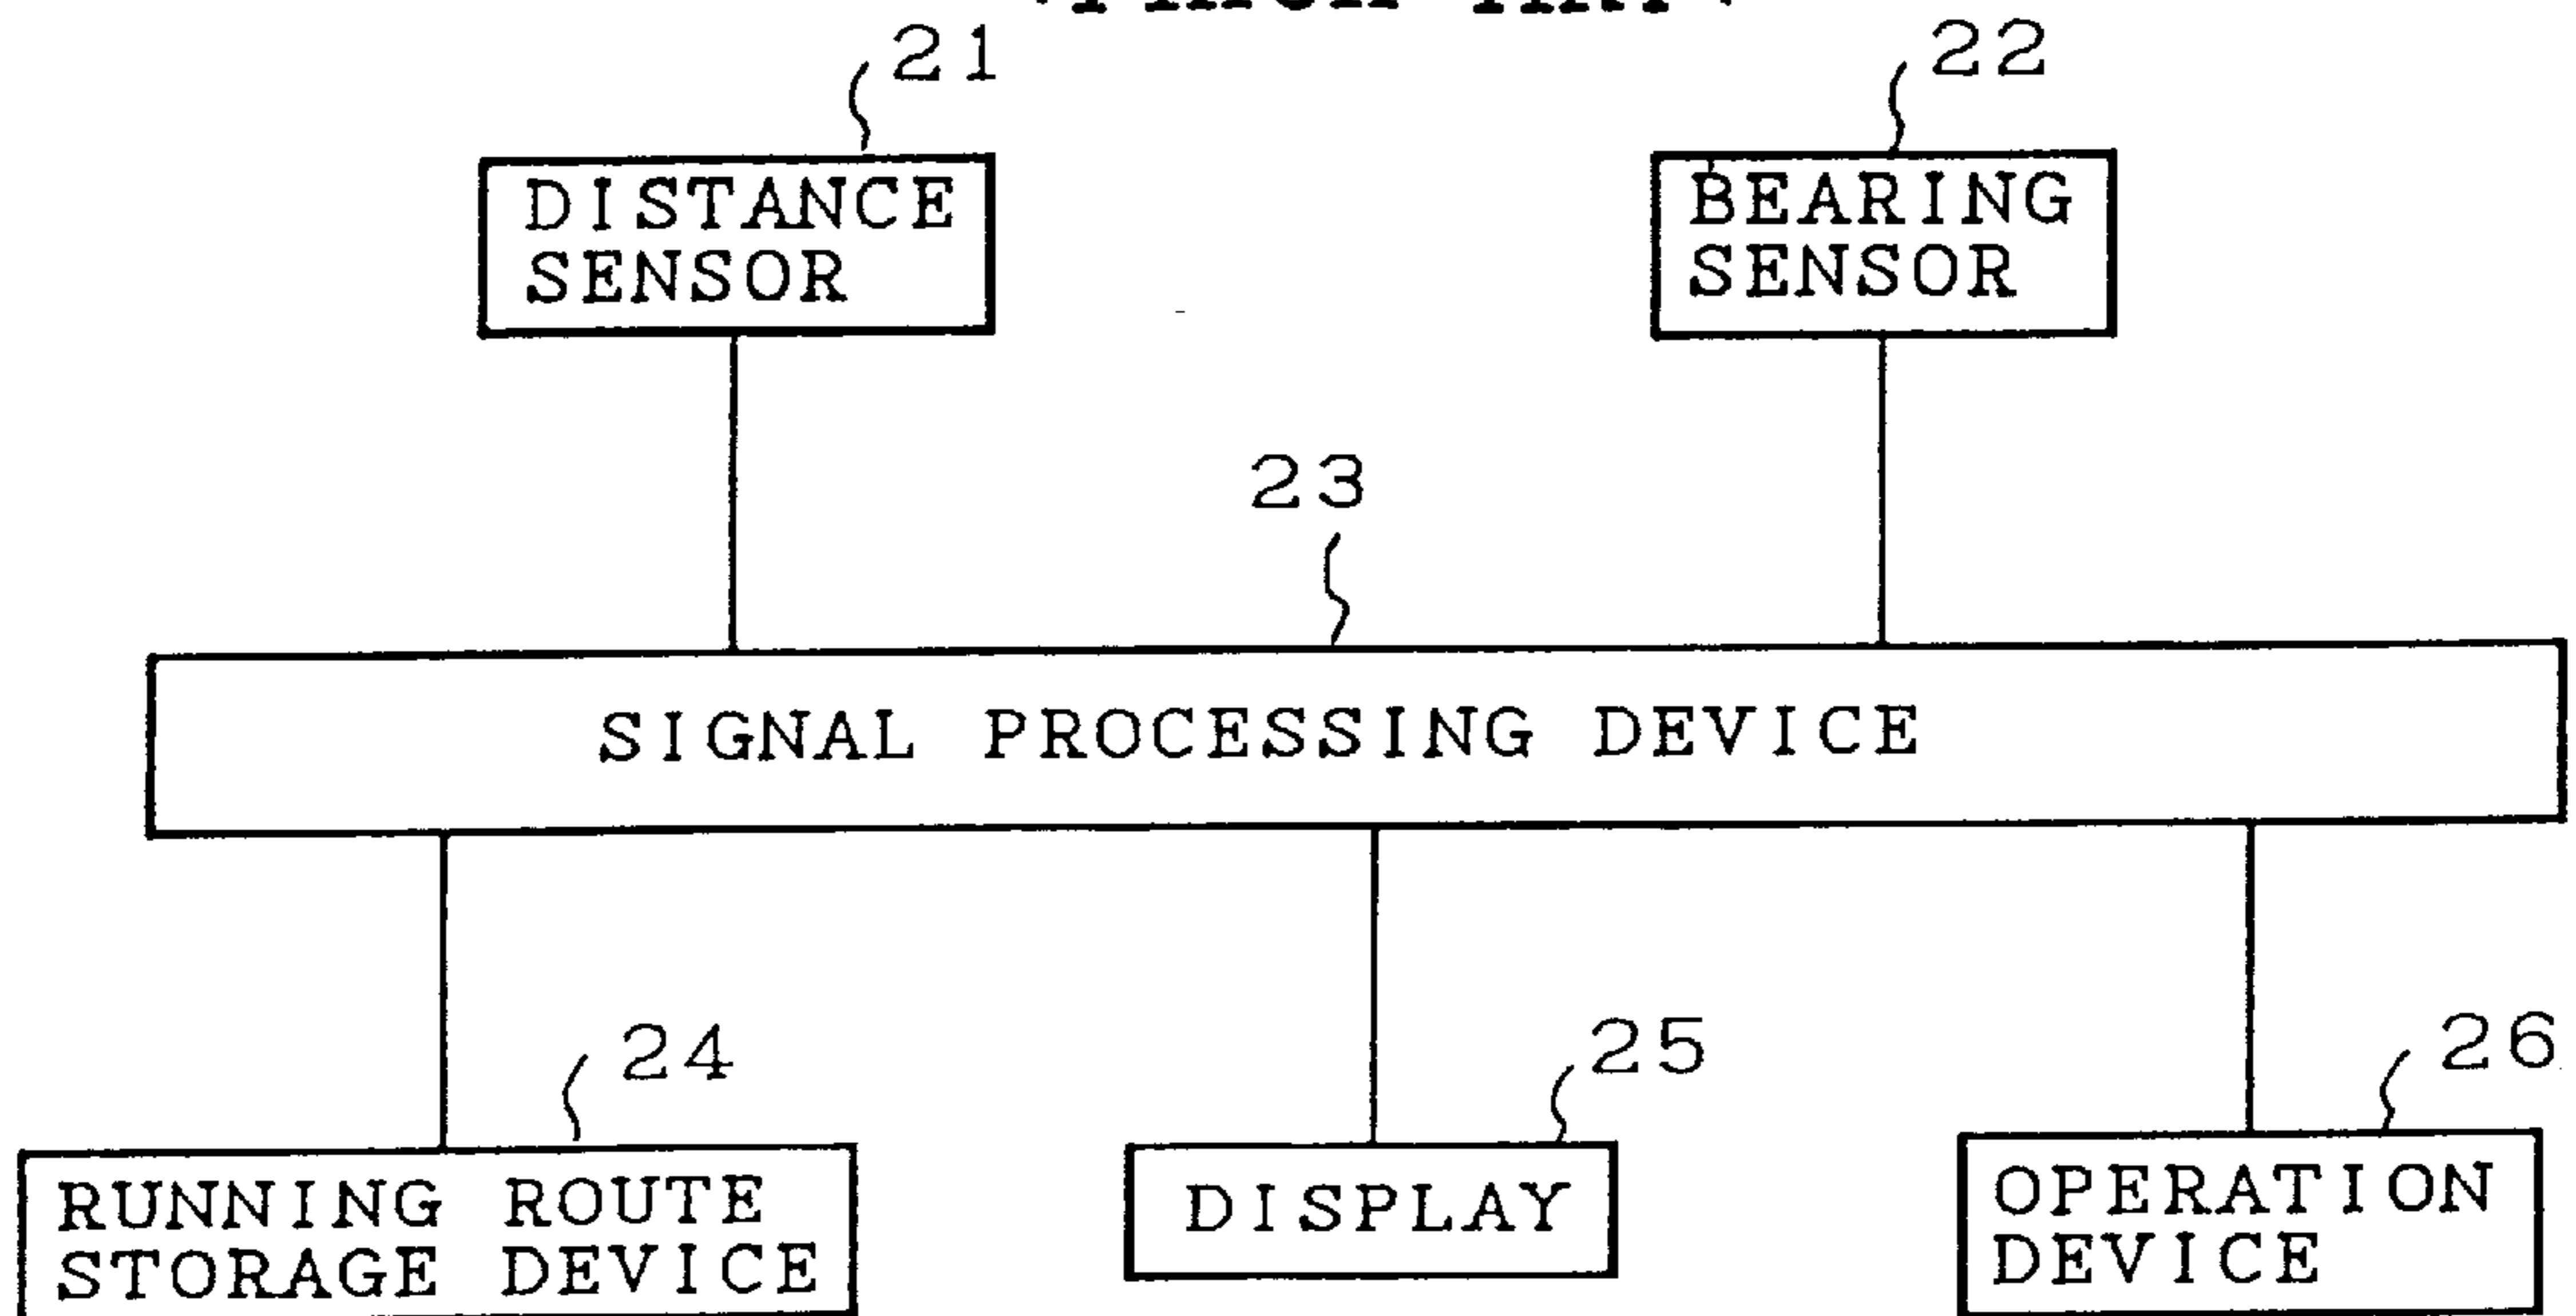 21
22
DISTANCE
SENSOR
BEARING
SENSOR
23
SIGNAL PROCESSING DEVICE
24
25
26
RUNNING ROUTE
STORAGE DEVICE
DISPLAY
OPERATION
DEVICE